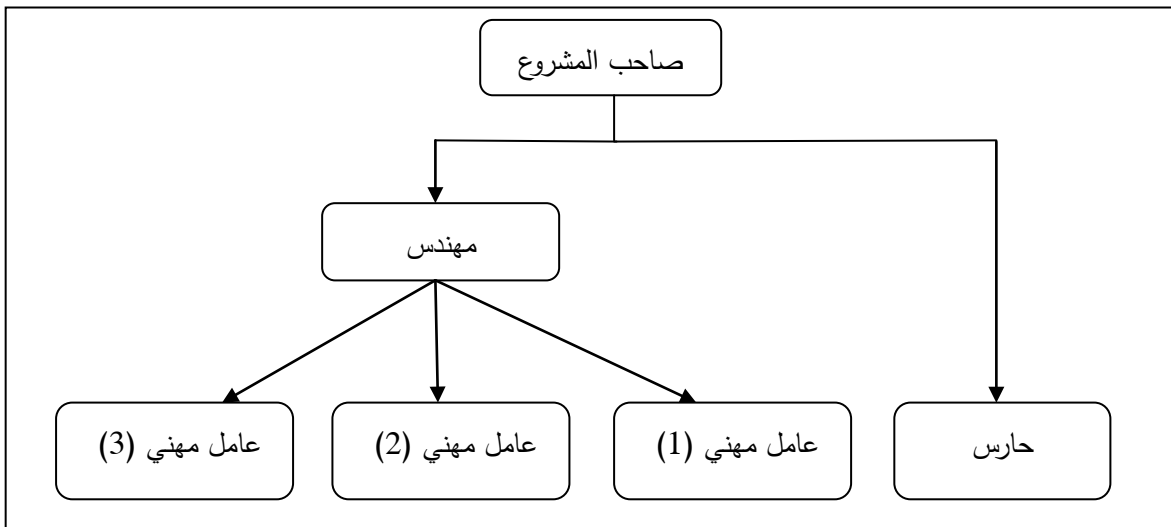 صاحب المشروع
مهندس
حارس
عامل مهني (1)
عامل مهني (2)
عامل مهني (3)